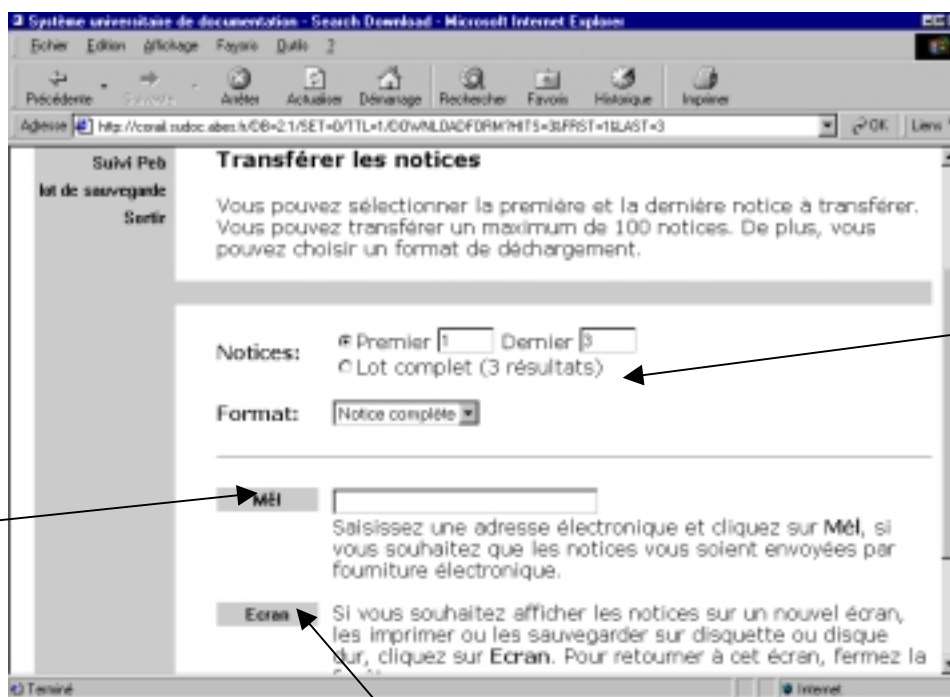 Système universitaire de documentation - Search Download - Microsoft Internet Explorer
Fichier Edition Affichage Favoris Outils ?
Précédente Suivante Arrêter Actualiser Démarrage Rechercher Favoris Historique Imprimer
Adresse OK Liens
Suivi Peb
lot de sauvegarde
Sortir
Transférer les notices
Vous pouvez sélectionner la première et la dernière notice à transférer.
Vous pouvez transférer un maximum de 100 notices. De plus, vous
pouvez choisir un format de déchargement.
Notices: Premier 1 Dernier 3
Lot complet (3 résultats)
Format: Notice complète
Mèl
Saisissez une adresse électronique et cliquez sur Mèl, si
vous souhaitez que les notices vous soient envoyées par
fourniture électronique.
Ecran Si vous souhaitez afficher les notices sur un nouvel écran,
les imprimer ou les sauvegarder sur disquette ou disque
dur, cliquez sur Ecran. Pour retourner à cet écran, fermez la
Terminé Internet